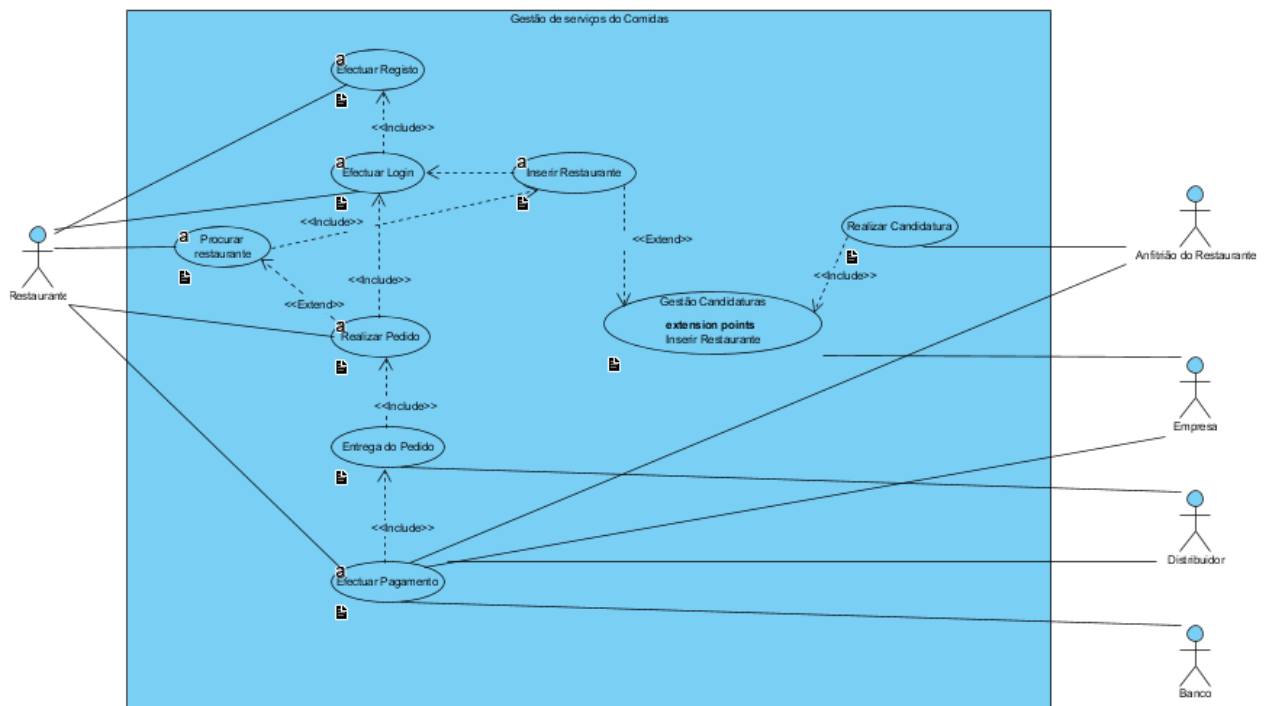 Gestão de serviços do Comidas
a
Efectuar Registo
<<Include>>
a
Efectuar Login
a
Inserir Restaurante
<<Include>>
a
Procurar
restaurante
Realizar Candidatura
Anfitrião do Restaurante
<<Extend>>
<<Include>>
<<Include>>
Restaurante
<<Extend>>
Gestão Candidaturas
extension points
Inserir Restaurante
a
Realizar Pedido
<<Include>>
Empresa
Entrega do Pedido
<<Include>>
Distribuidor
a
Efectuar Pagamento
Banco